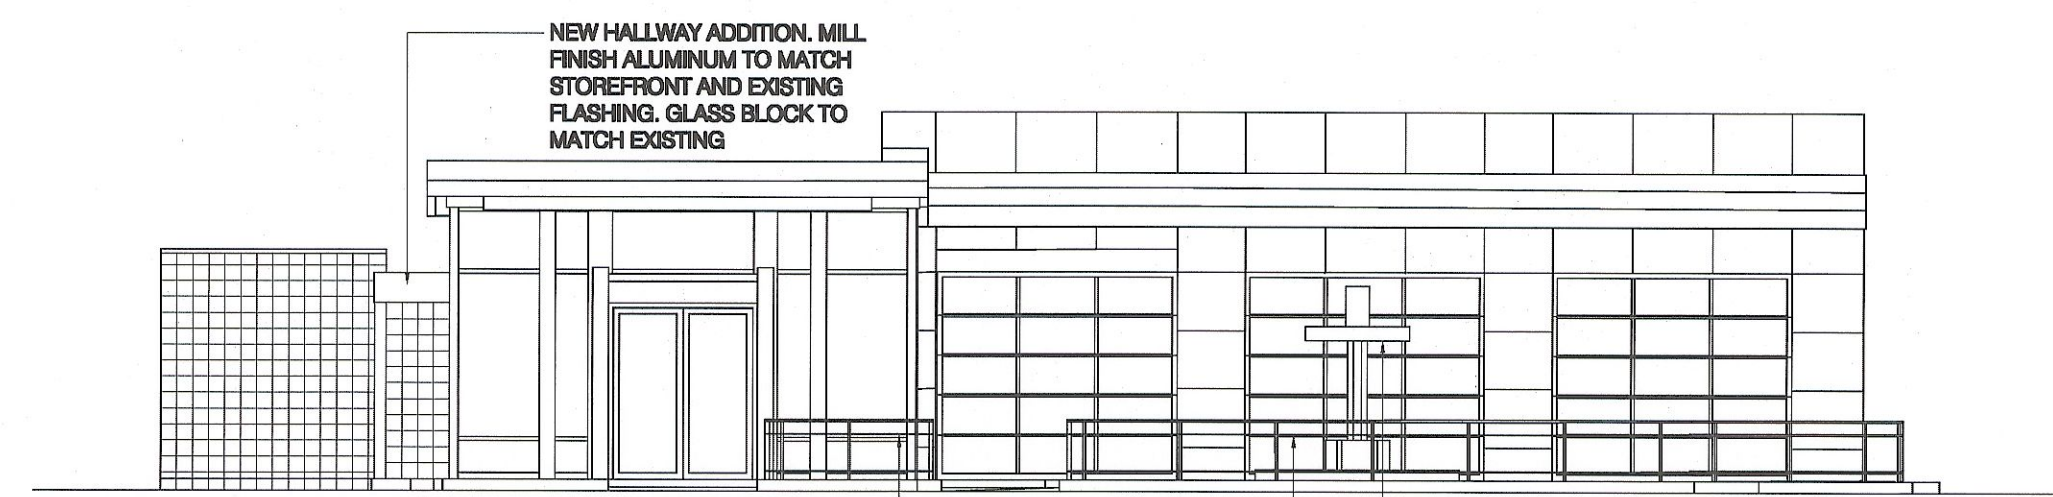 NEW HALLWAY ADDITION. MILL
FINISH ALUMINUM TO MATCH
STOREFRONT AND EXISTING
FLASHING. GLASS BLOCK TO
MATCH EXISTING